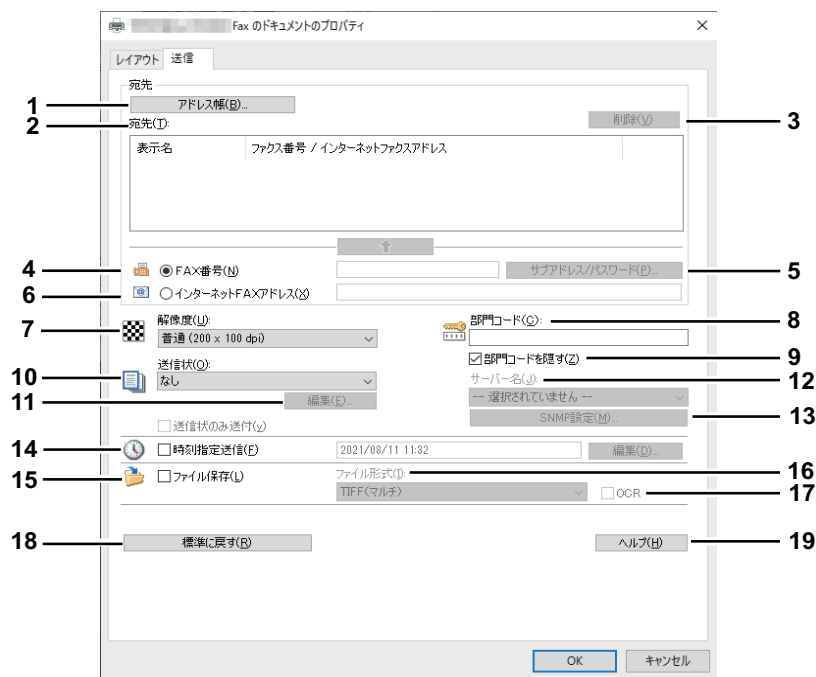 Fax のドキュメントのプロパティ
レイアウト 送信
宛先
1 アドレス帳(B)...
2 宛先(T): 削除(V) 3
表示名 ファクス番号 / インターネットファクスアドレス
4 FAX番号(N) サブアドレス/パスワード(P)... 5
6 インターネットFAXアドレス(X)
7 解像度(U): 部門コード(C): 8
普通 (200 x 100 dpi)
部門コードを隠す(Z) 9
10 送信状(O): サーバー名(J): 12
なし -- 選択されていません --
11 編集(E)... SNMP設定(M)... 13
送信状のみ送付(y)
14 時刻指定送信(F) 2021/08/11 11:32 編集(D)...
15 ファイル保存(L) ファイル形式(I): 16
TIFF(マルチ) OCR 17
18 標準に戻す(R) ヘルプ(H) 19
OK キャンセル